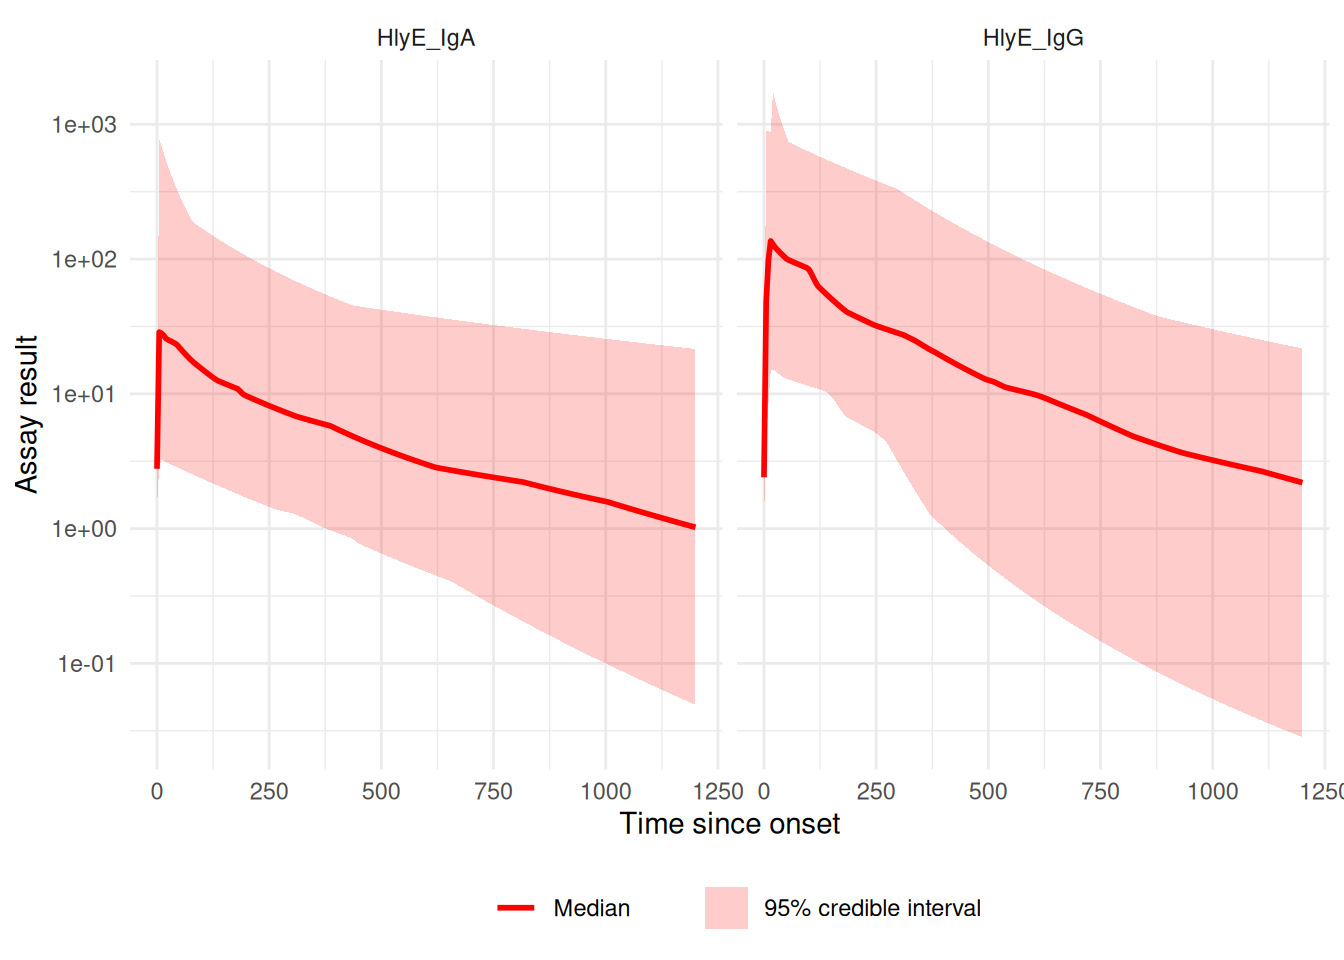 HlyE_IgA
HlyE_IgG
Assay result
1e+03
1e+02
1e+01
1e+00
1e-01
0 250 500 750 1000 1250
0 250 500 750 1000 1250
Time since onset
Median
95% credible interval